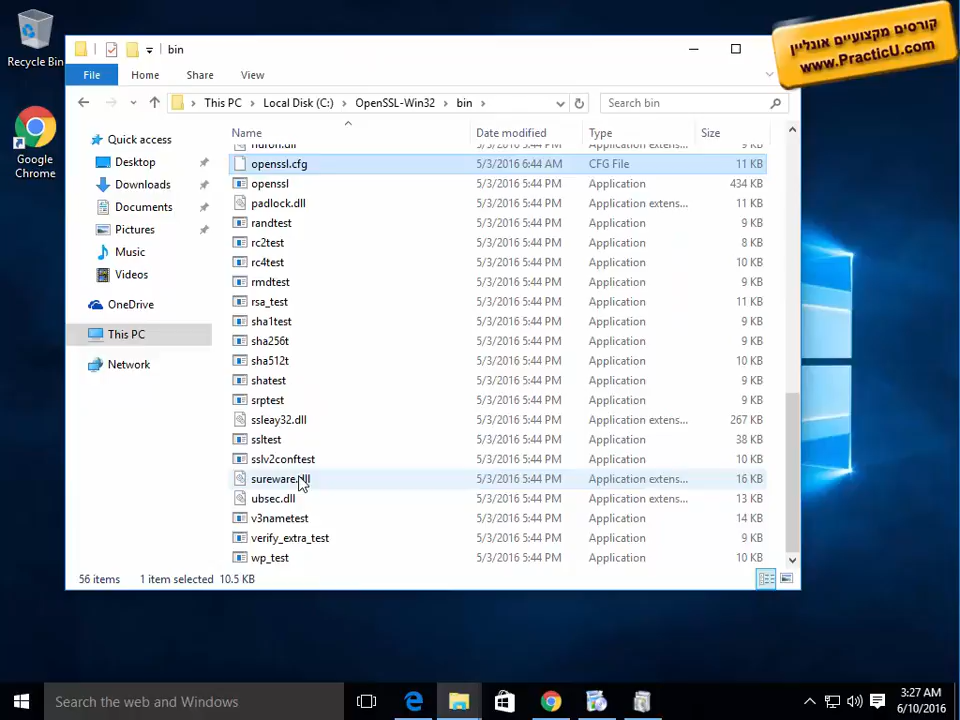 Recycle Bin
Google
Chrome
קורסים מקצועיים אונליין
www.PracticU.com
bin
File
Home
Share
View
This PC
Local Disk (C:)
OpenSSL-Win32
bin
Search bin
Quick access
Desktop
Downloads
Documents
Pictures
Music
Videos
OneDrive
This PC
Network
Name Date modified Type Size
openssl.cfg 5/3/2016 6:44 AM CFG File 11 KB
openssl 5/3/2016 5:44 PM Application 434 KB
padlock.dll 5/3/2016 5:44 PM Application extens... 11 KB
randtest 5/3/2016 5:44 PM Application 9 KB
rc2test 5/3/2016 5:44 PM Application 8 KB
rc4test 5/3/2016 5:44 PM Application 10 KB
rmdtest 5/3/2016 5:44 PM Application 9 KB
rsa_test 5/3/2016 5:44 PM Application 11 KB
sha1test 5/3/2016 5:44 PM Application 9 KB
sha256t 5/3/2016 5:44 PM Application 9 KB
sha512t 5/3/2016 5:44 PM Application 10 KB
shatest 5/3/2016 5:44 PM Application 9 KB
srptest 5/3/2016 5:44 PM Application 9 KB
ssleay32.dll 5/3/2016 5:44 PM Application extens... 267 KB
ssltest 5/3/2016 5:44 PM Application 38 KB
sslv2conftest 5/3/2016 5:44 PM Application 10 KB
sureware.dll 5/3/2016 5:44 PM Application extens... 16 KB
ubsec.dll 5/3/2016 5:44 PM Application extens... 13 KB
v3nametest 5/3/2016 5:44 PM Application 14 KB
verify_extra_test 5/3/2016 5:44 PM Application 9 KB
wp_test 5/3/2016 5:44 PM Application 10 KB
56 items 1 item selected 10.5 KB
Search the web and Windows
3:27 AM
6/10/2016